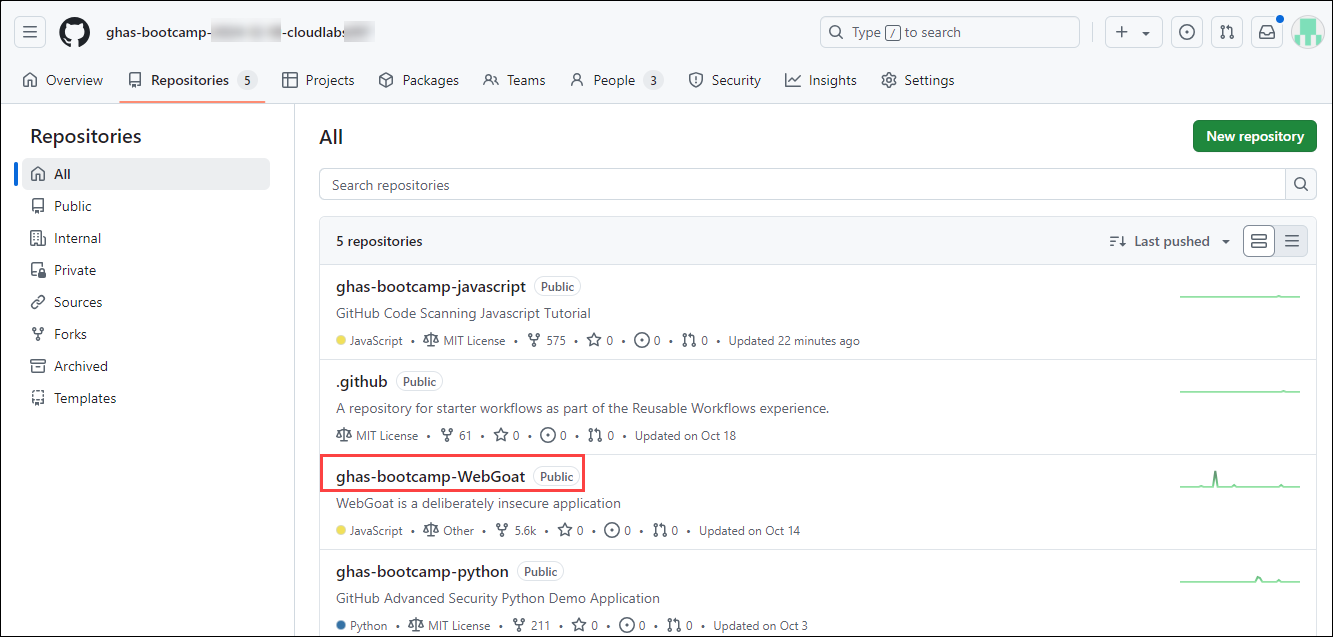 ghas-bootcamp- -cloudlabs
Type / to search
Overview Repositories 5 Projects Packages Teams People 3 Security Insights Settings
Repositories
All
Public
Internal
Private
Sources
Forks
Archived
Templates
All
New repository
Search repositories
5 repositories
Last pushed
ghas-bootcamp-javascript Public
GitHub Code Scanning Javascript Tutorial
JavaScript • MIT License • 575 • 0 • 0 • 0 • Updated 22 minutes ago
.github Public
A repository for starter workflows as part of the Reusable Workflows experience.
MIT License • 61 • 0 • 0 • 0 • Updated on Oct 18
ghas-bootcamp-WebGoat Public
WebGoat is a deliberately insecure application
JavaScript • Other • 5.6k • 0 • 0 • 0 • Updated on Oct 14
ghas-bootcamp-python Public
GitHub Advanced Security Python Demo Application
Python • MIT License • 211 • 0 • 0 • 0 • Updated on Oct 3